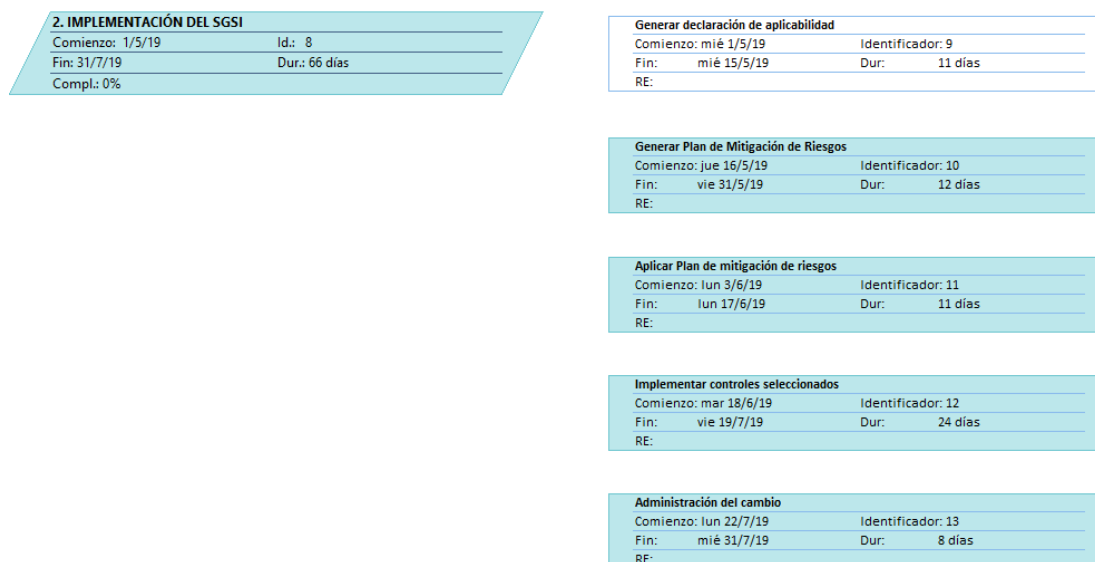 2. IMPLEMENTACIÓN DEL SGSI
Comienzo: 1/5/19 Id.: 8
Fin: 31/7/19 Dur.: 66 días
Compl.: 0%
Generar declaración de aplicabilidad
Comienzo: mié 1/5/19 Identificador: 9
Fin: mié 15/5/19 Dur: 11 días
RE:
Generar Plan de Mitigación de Riesgos
Comienzo: jue 16/5/19 Identificador: 10
Fin: vie 31/5/19 Dur: 12 días
RE:
Aplicar Plan de mitigación de riesgos
Comienzo: lun 3/6/19 Identificador: 11
Fin: lun 17/6/19 Dur: 11 días
RE:
Implementar controles seleccionados
Comienzo: mar 18/6/19 Identificador: 12
Fin: vie 19/7/19 Dur: 24 días
RE:
Administración del cambio
Comienzo: lun 22/7/19 Identificador: 13
Fin: mié 31/7/19 Dur: 8 días
RE: